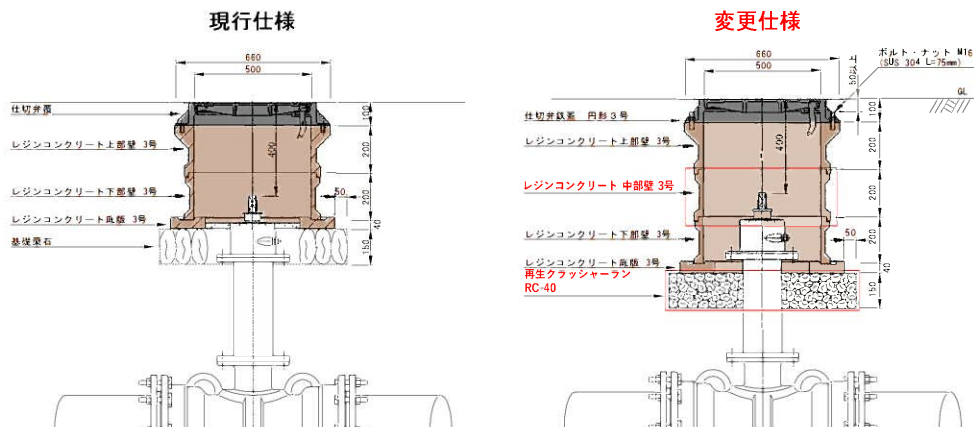 現行仕様
660
500
仕切弁覆
レジンコンクリート上部壁 3号
レジンコンクリート下部壁 3号
レジンコンクリート底版 3号
基礎栗石
100
200
200
400
50
40
150
変更仕様
660
500
50以上
ボルト・ナット M16
(SUS 304 L=75mm)
GL
仕切弁鉄蓋 円形3号
レジンコンクリート上部壁 3号
レジンコンクリート 中部壁 3号
レジンコンクリート下部壁 3号
レジンコンクリート底版 3号
再生クラッシャーラン
RC-40
100
200
200
200
400
50
40
150